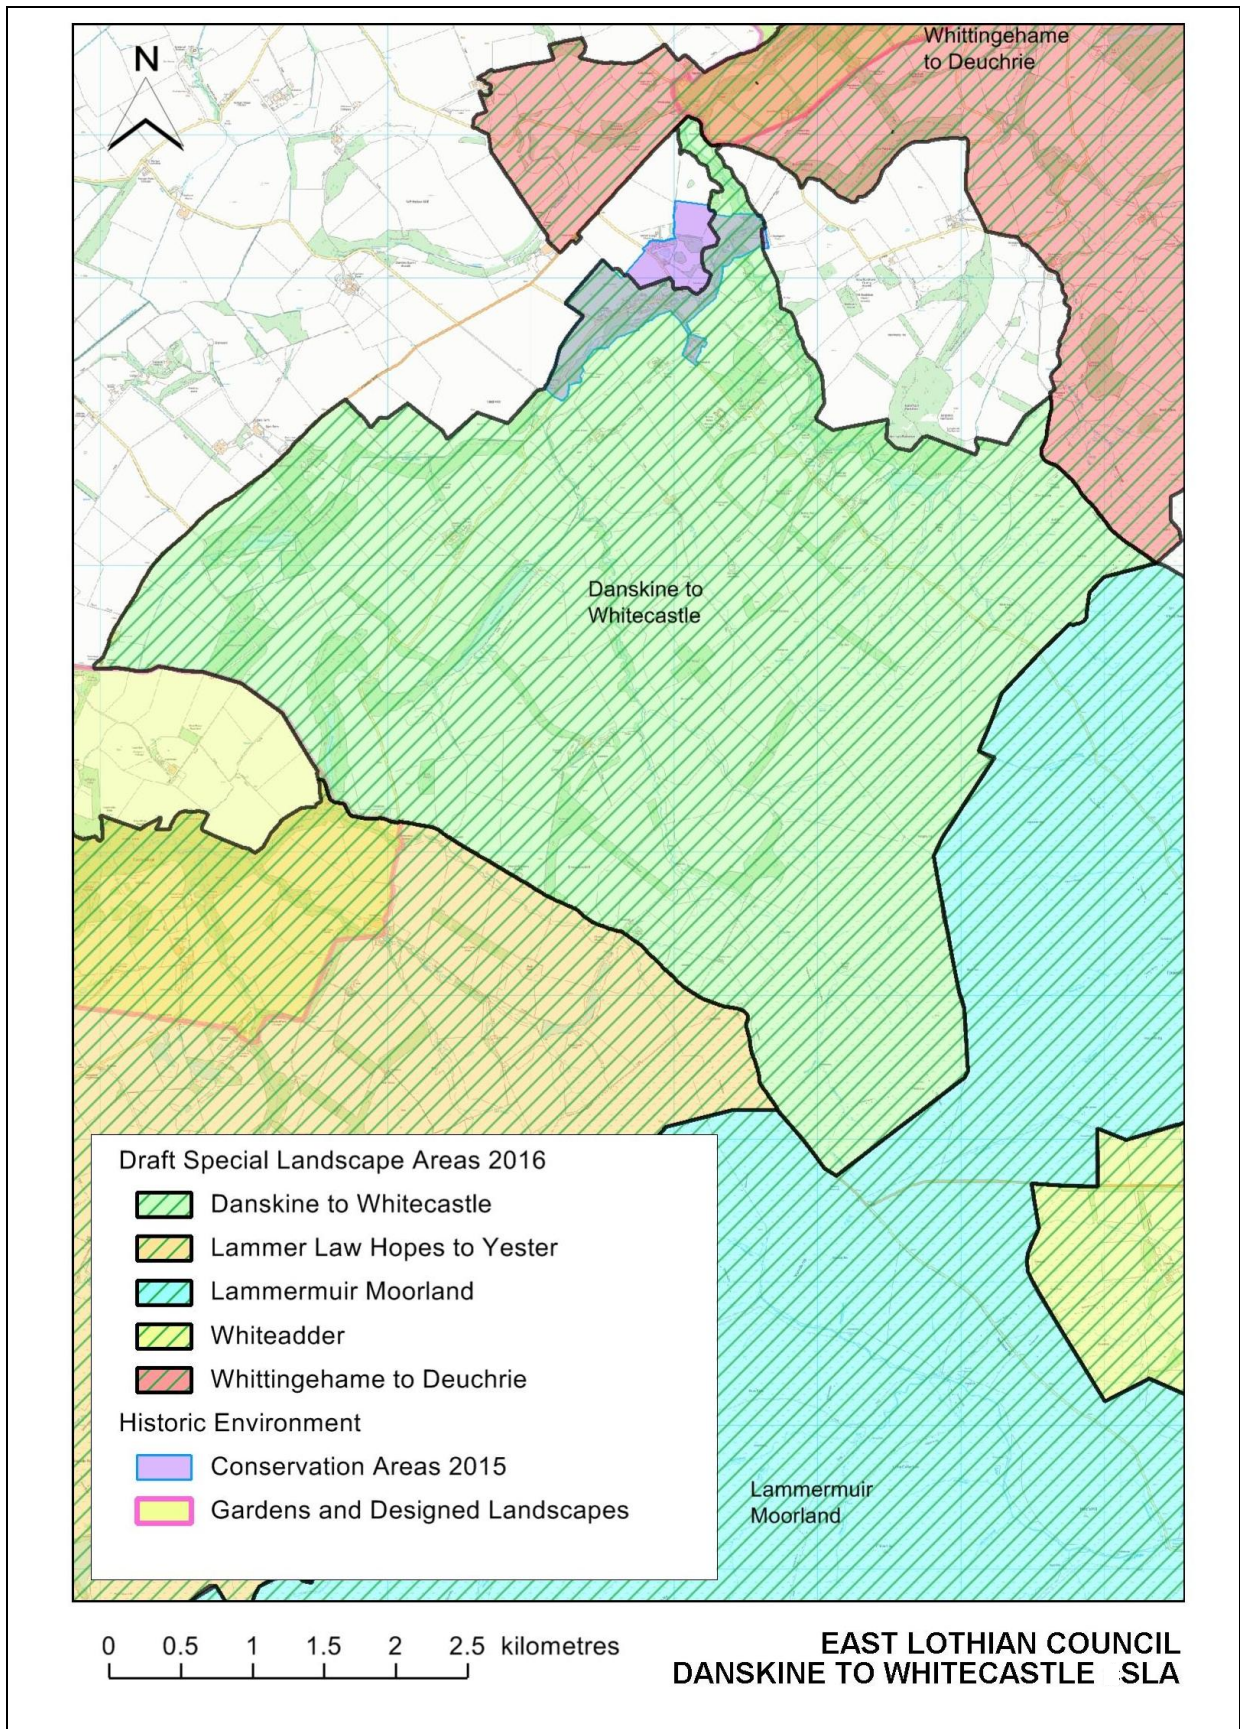 Whittingehame
to Deuchrie
N
Danskine to
Whitecastle
Draft Special Landscape Areas 2016
Danskine to Whitecastle
Lammer Law Hopes to Yester
Lammermuir Moorland
Whiteadder
Whittingehame to Deuchrie
Historic Environment
Conservation Areas 2015
Gardens and Designed Landscapes
Lammermuir
Moorland
0 0.5 1 1.5 2 2.5 kilometres
EAST LOTHIAN COUNCIL
DANSKINE TO WHITECASTLE SLA